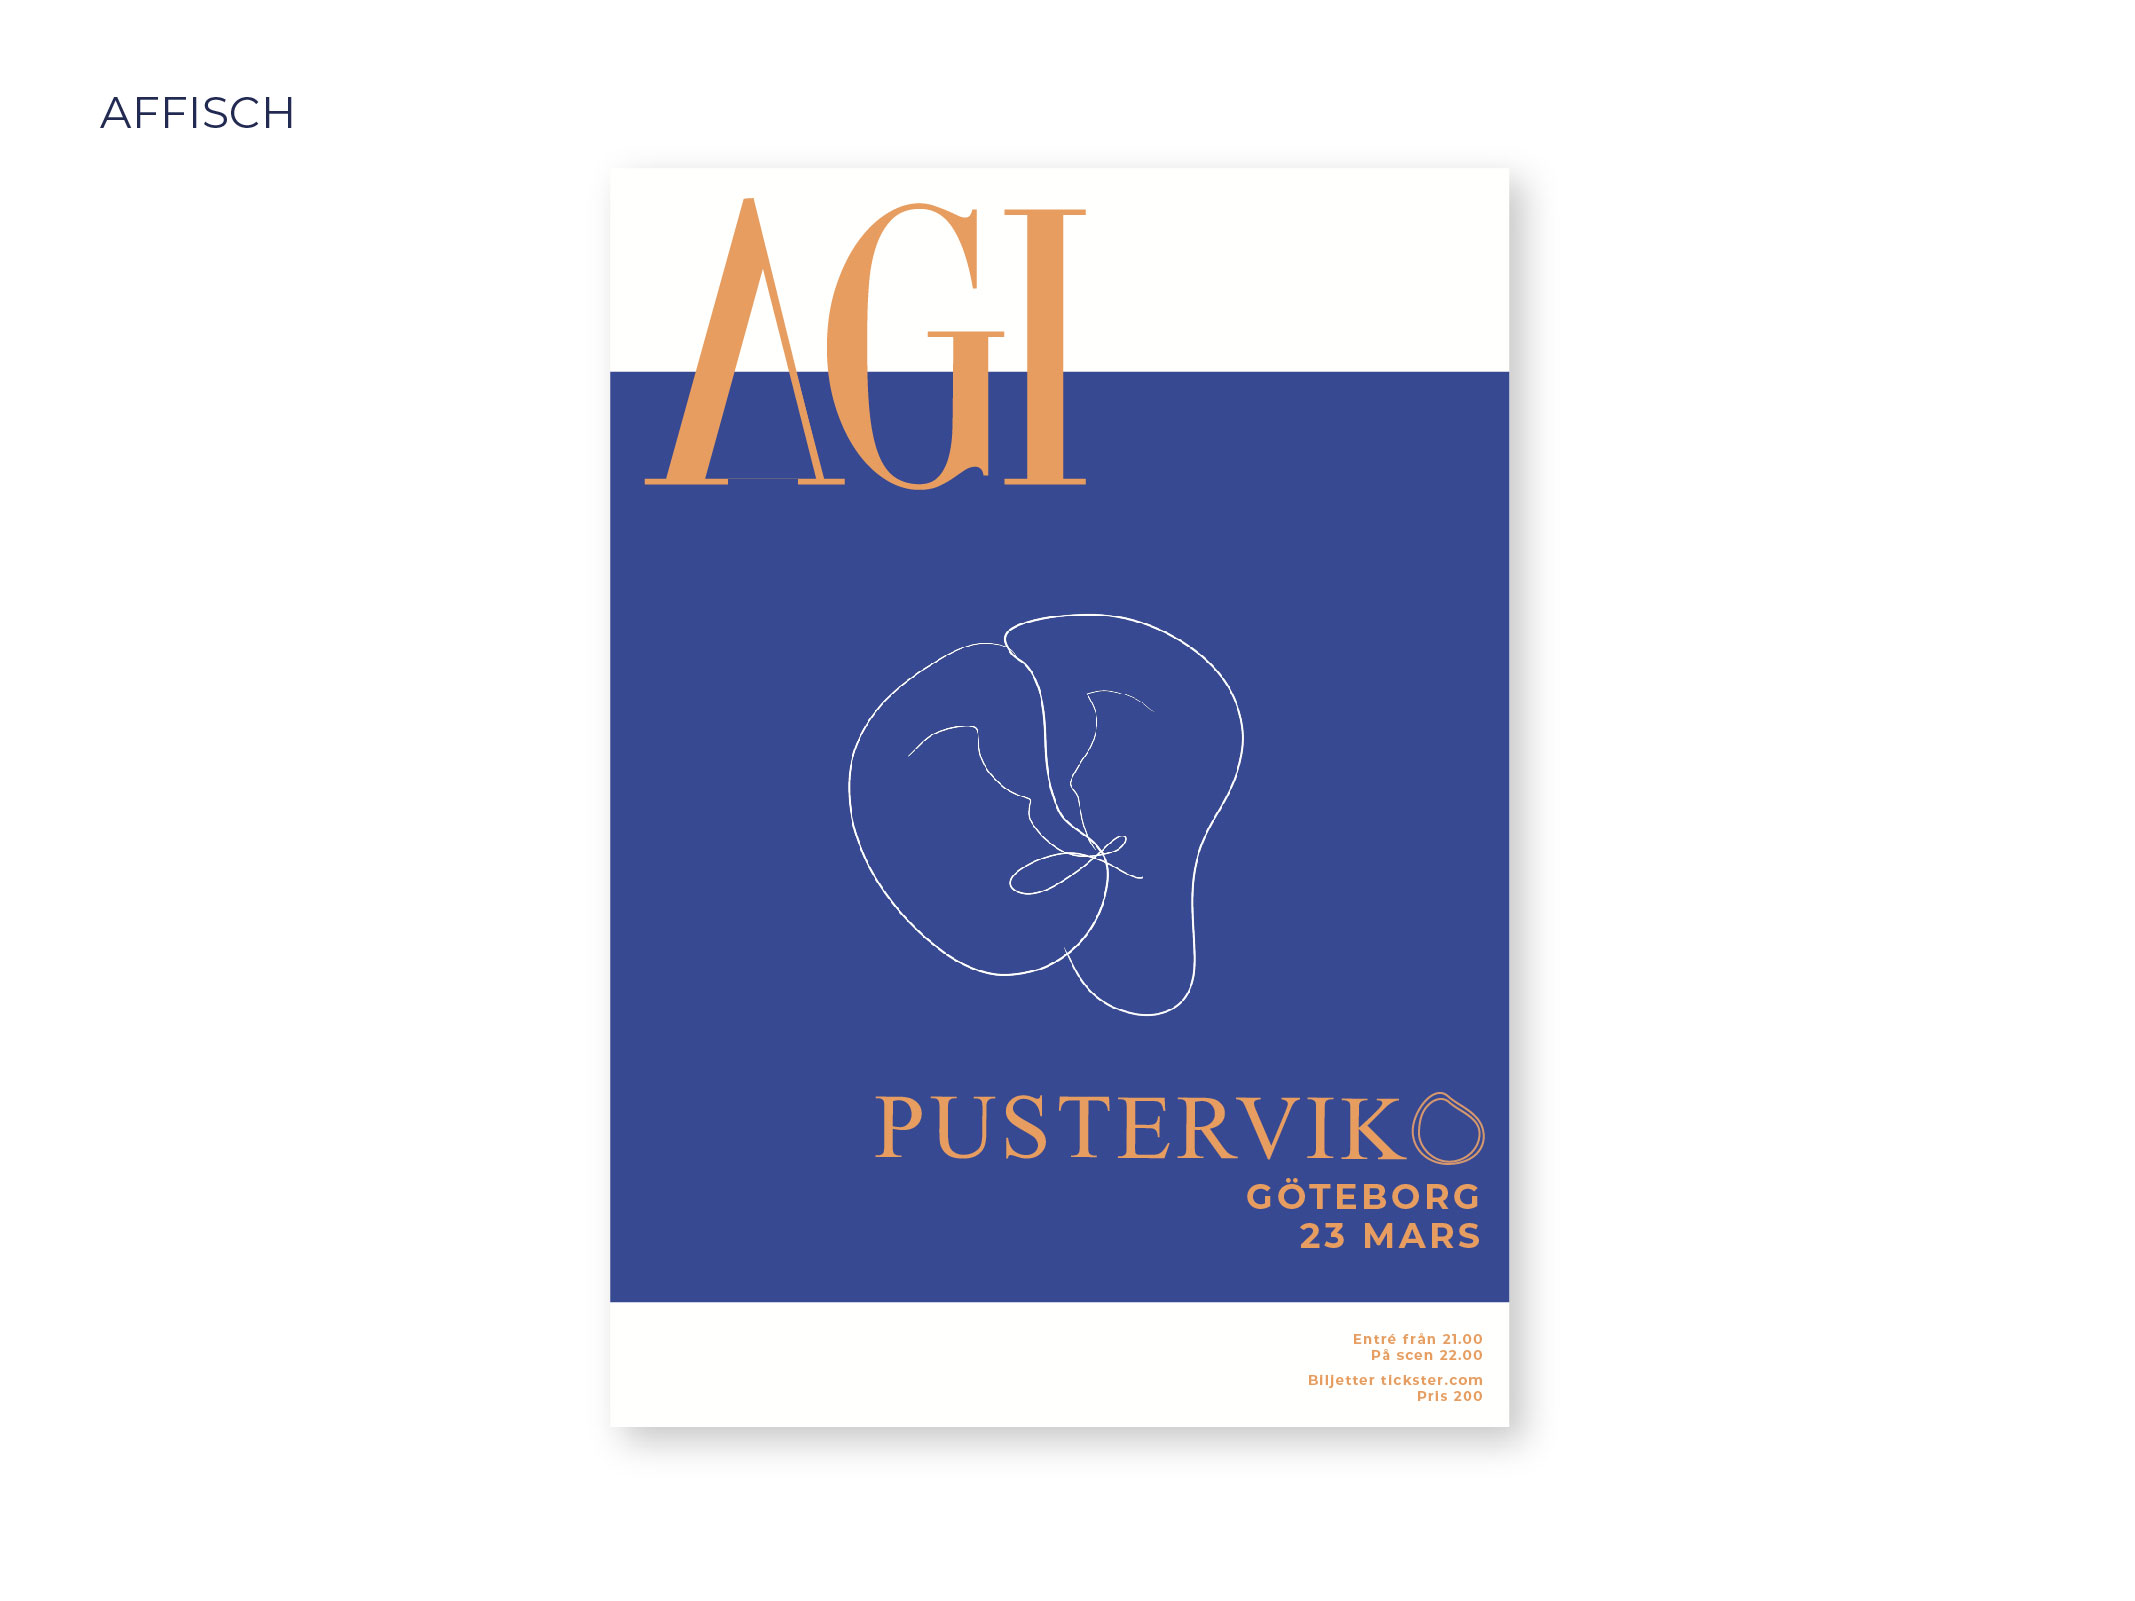 AFFISCH
AGI
PUSTERVIK
GÖTEBORG
23 MARS
Entré från 21.00
På scen 22.00
Biljetter tickster.com
Pris 200